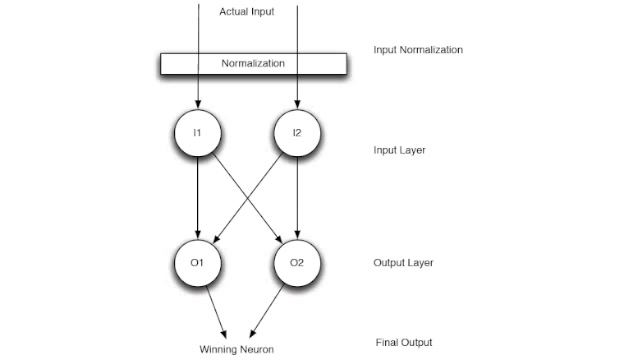 Actual Input
Input Normalization
Normalization
I1
I2
Input Layer
O1
O2
Output Layer
Final Output
Winning Neuron